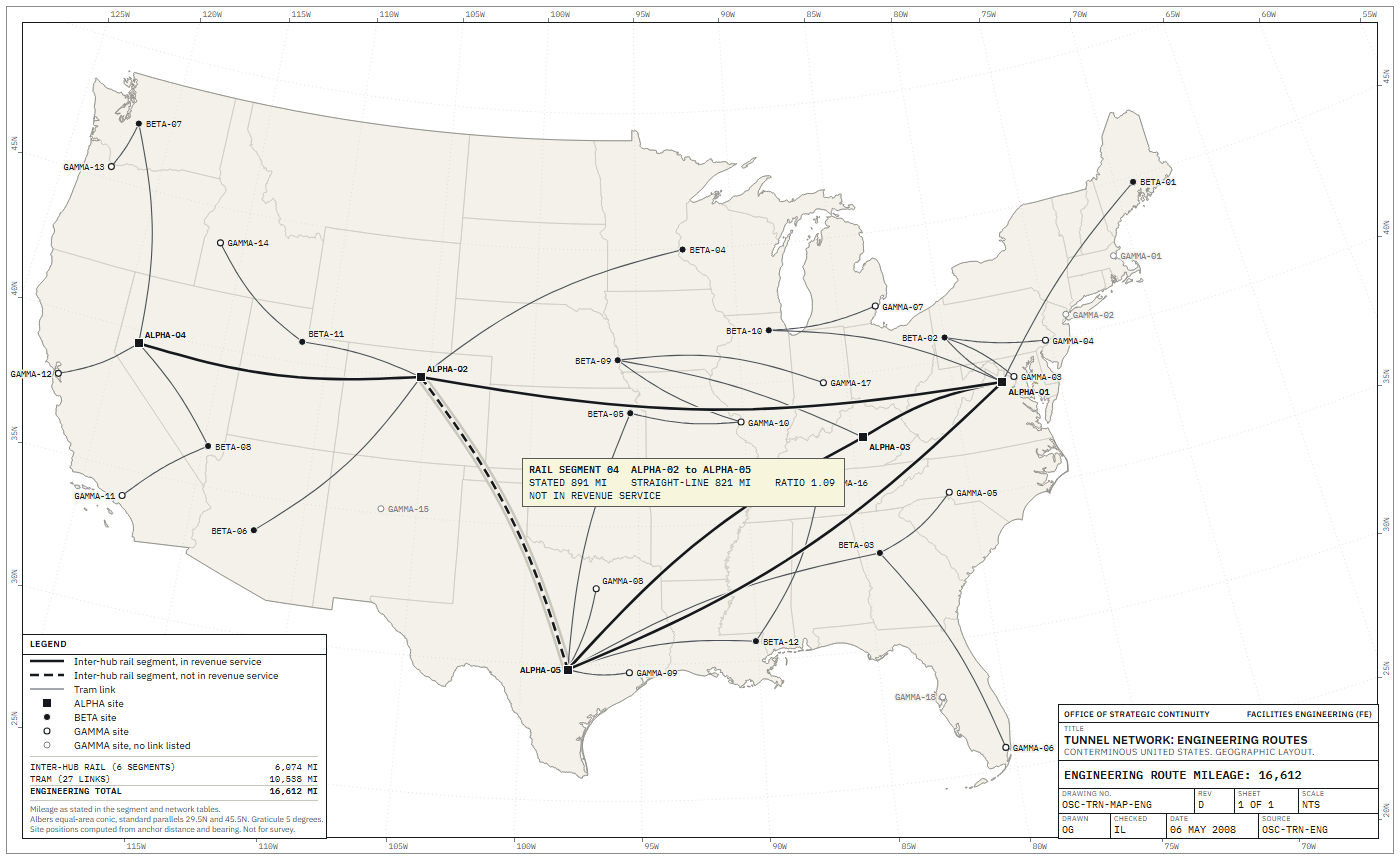 125W 120W 115W 110W 105W 100W 95W 90W 85W 80W 75W 70W 65W 60W 55W
45N
45N
BETA-07
GAMMA-13
BETA-01
40N
GAMMA-14
BETA-04
GAMMA-01
40N
GAMMA-07
GAMMA-02
BETA-10
ALPHA-04
BETA-11
BETA-02
GAMMA-04
BETA-09
ALPHA-02
GAMMA-12
GAMMA-03
35N
GAMMA-17
ALPHA-01
BETA-05
GAMMA-10
35N
BETA-08
ALPHA-03
RAIL SEGMENT 04 ALPHA-02 to ALPHA-05
STATED 891 MI STRAIGHT-LINE 821 MI RATIO 1.09
NOT IN REVENUE SERVICE
MA-16
GAMMA-11
GAMMA-05
GAMMA-15
BETA-06
30N
BETA-03
30N
GAMMA-08
BETA-12
ALPHA-05
GAMMA-09
25N
GAMMA-18
25N
GAMMA-06
20N
LEGEND
Inter-hub rail segment, in revenue service
Inter-hub rail segment, not in revenue service
Tram link
ALPHA site
BETA site
GAMMA site
GAMMA site, no link listed
INTER-HUB RAIL (6 SEGMENTS) 6,074 MI
TRAM (27 LINKS) 10,538 MI
ENGINEERING TOTAL 16,612 MI
Mileage as stated in the segment and network tables.
Albers equal-area conic, standard parallels 29.5N and 45.5N. Graticule 5 degrees.
Site positions computed from anchor distance and bearing. Not for survey.
OFFICE OF STRATEGIC CONTINUITY FACILITIES ENGINEERING (FE)
TITLE
TUNNEL NETWORK: ENGINEERING ROUTES
CONTERMINOUS UNITED STATES. GEOGRAPHIC LAYOUT.
ENGINEERING ROUTE MILEAGE: 16,612
DRAWING NO. REV SHEET SCALE
OSC-TRN-MAP-ENG D 1 OF 1 NTS
DRAWN CHECKED DATE SOURCE
OG IL 06 MAY 2008 OSC-TRN-ENG
115W 110W 105W 100W 95W 90W 85W 80W 75W 70W